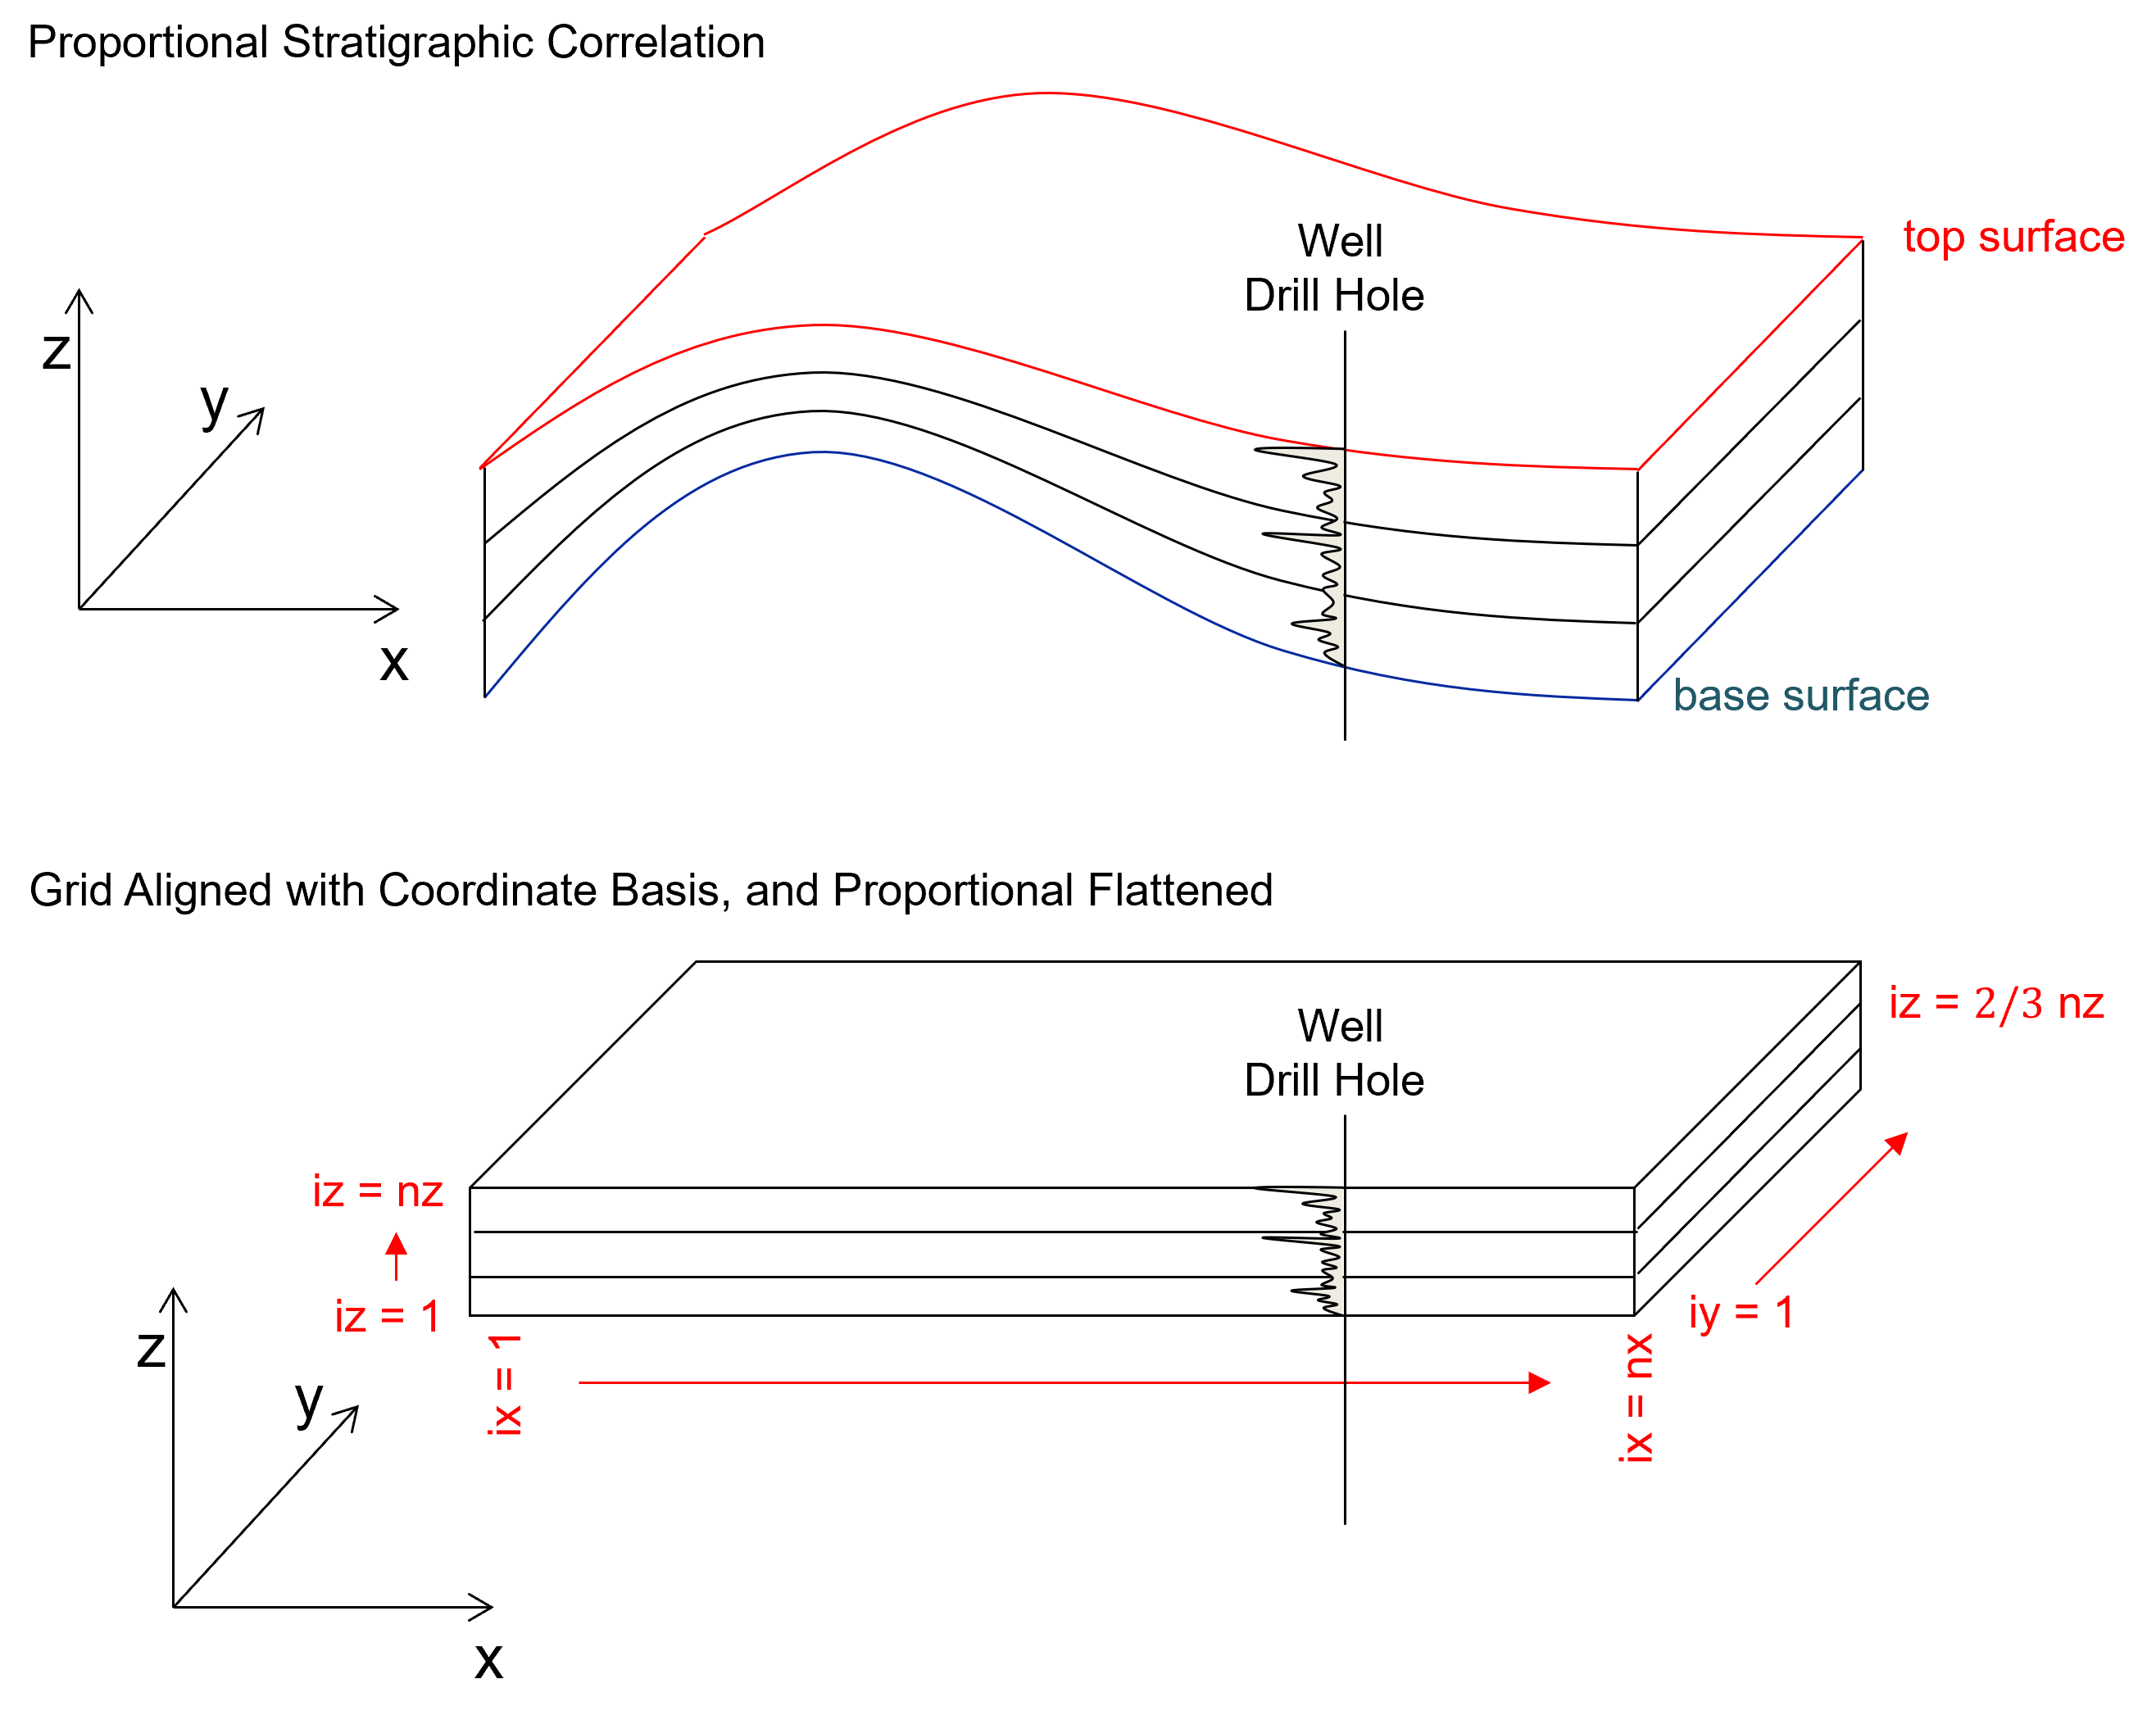 Proportional Stratigraphic Correlation
Well
Drill Hole
top surface
z
y
x
base surface
Grid Aligned with Coordinate Basis, and Proportional Flattened
iz = 2/3 nz
Well
Drill Hole
iz = nz
iz = 1
iy = 1
ix = 1
ix = nx
z
y
x